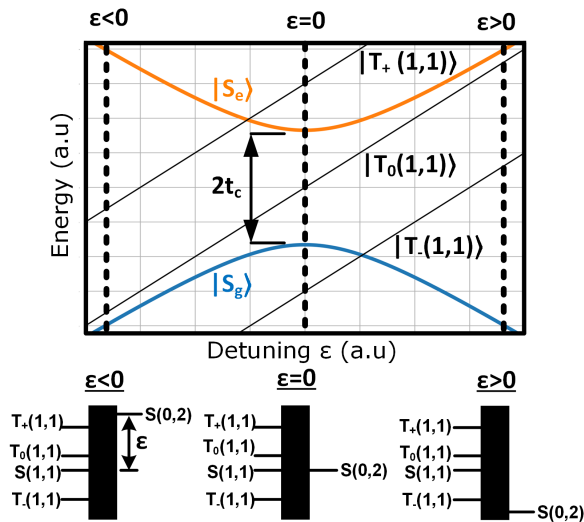 ε<0 ε=0 ε>0
|T₊(1,1)⟩
|Sₑ⟩
2t꜀
|T₀(1,1)⟩
|T₋(1,1)⟩
|S₉⟩
Energy (a.u)
Detuning ε (a.u)
ε<0 ε=0 ε>0
T₊(1,1) S(0,2) T₊(1,1) T₊(1,1)
ε
T₀(1,1) T₀(1,1) T₀(1,1)
S(1,1) S(1,1) S(0,2) S(1,1)
T₋(1,1) T₋(1,1) T₋(1,1) S(0,2)